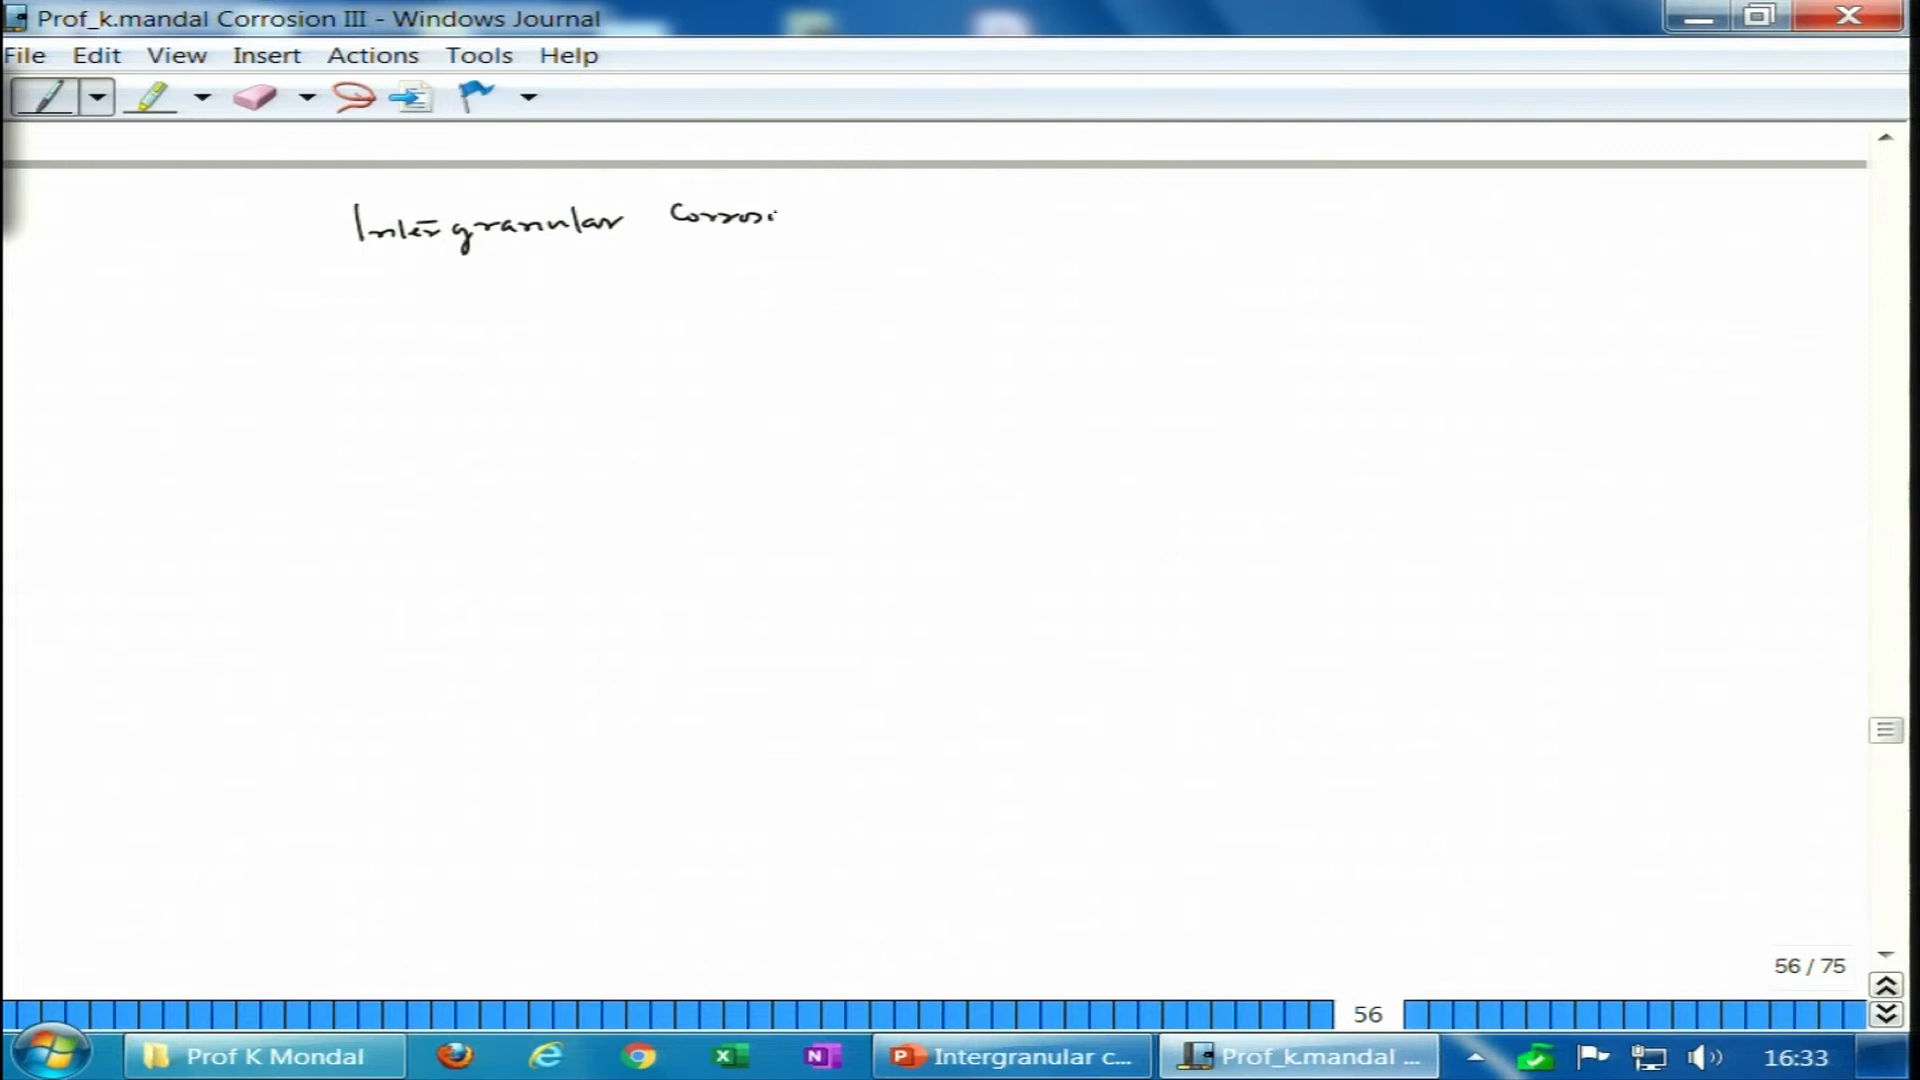 Prof_k.mandal Corrosion III - Windows Journal
File Edit View Insert Actions Tools Help
Intergranular Corrosi
56 / 75
56
Prof K Mondal
Intergranular c...
Prof_k.mandal ...
16:33